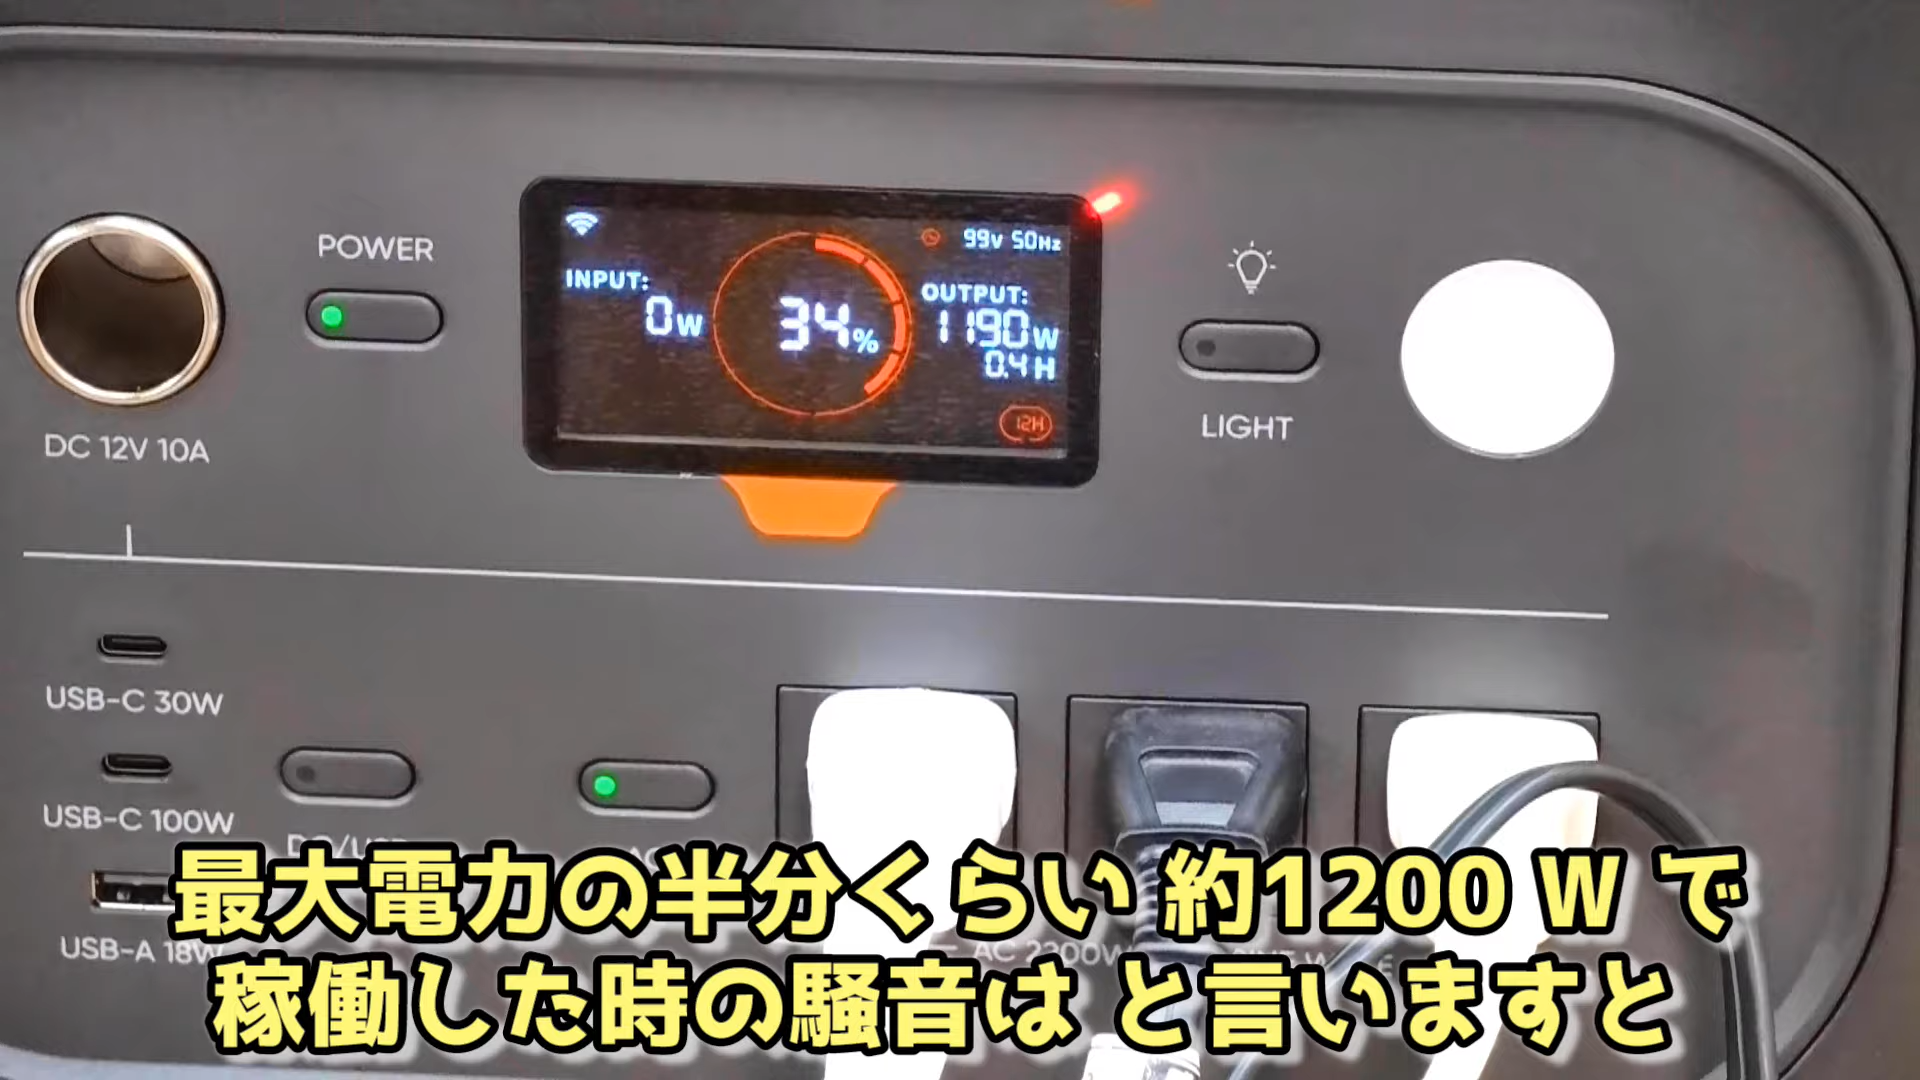 POWER
99V 50Hz
INPUT:
0W
34%
OUTPUT:
1190W
0.4H
12H
LIGHT
DC 12V 10A
USB-C 30W
USB-C 100W
USB-A 18W
最大電力の半分くらい 約1200 W で
稼働した時の騒音は と言いますと